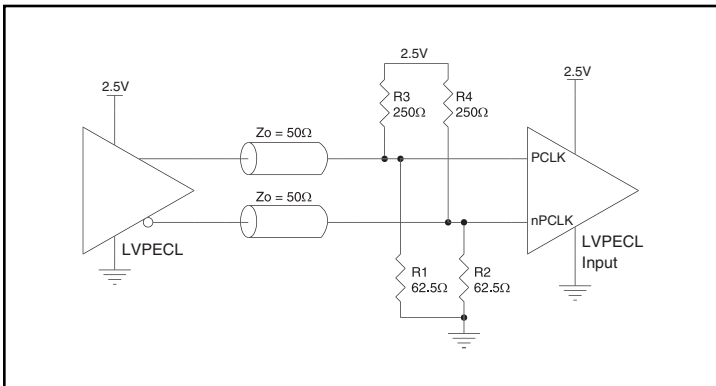 2.5V
2.5V
2.5V
R3
250Ω
R4
250Ω
Zo = 50Ω
PCLK
Zo = 50Ω
nPCLK
LVPECL
LVPECL
Input
R1
62.5Ω
R2
62.5Ω